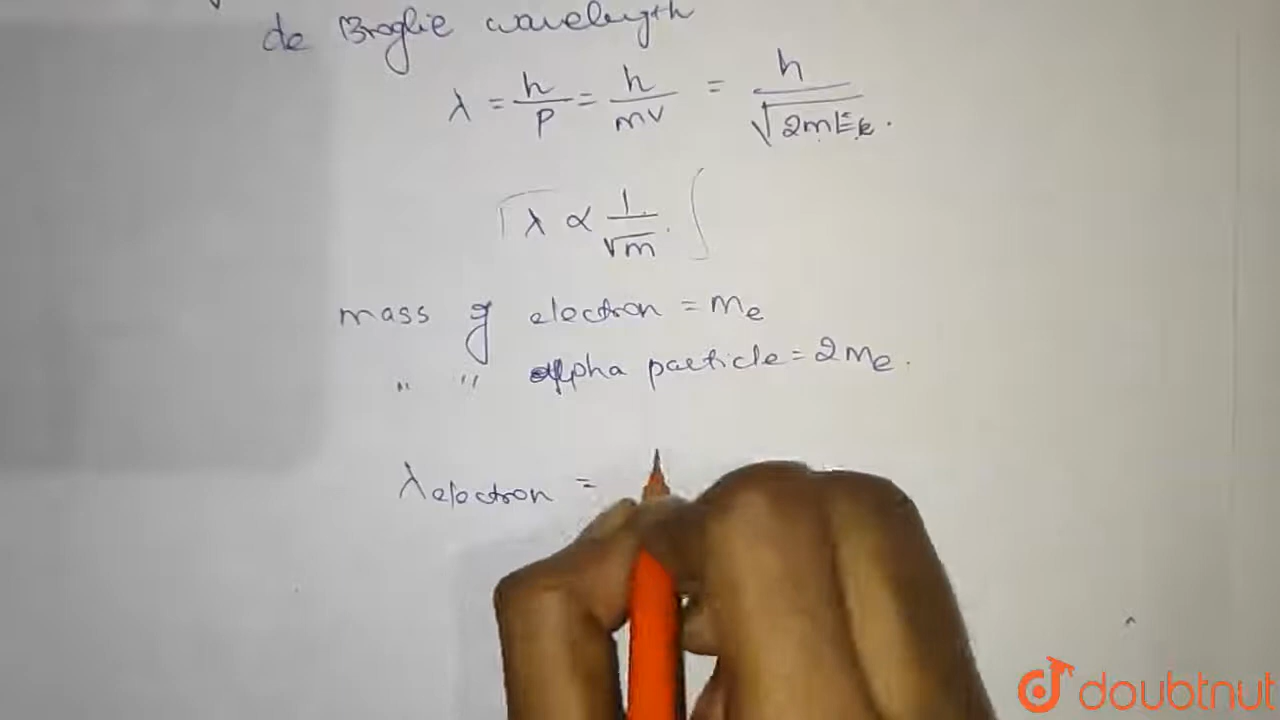 de Broglie wavelength
λ = h/p = h/mv = h/√2mEk.
λ ∝ 1/√m.
mass of electron = me
" " alpha particle = 2me.
λelectron =
doubtnut